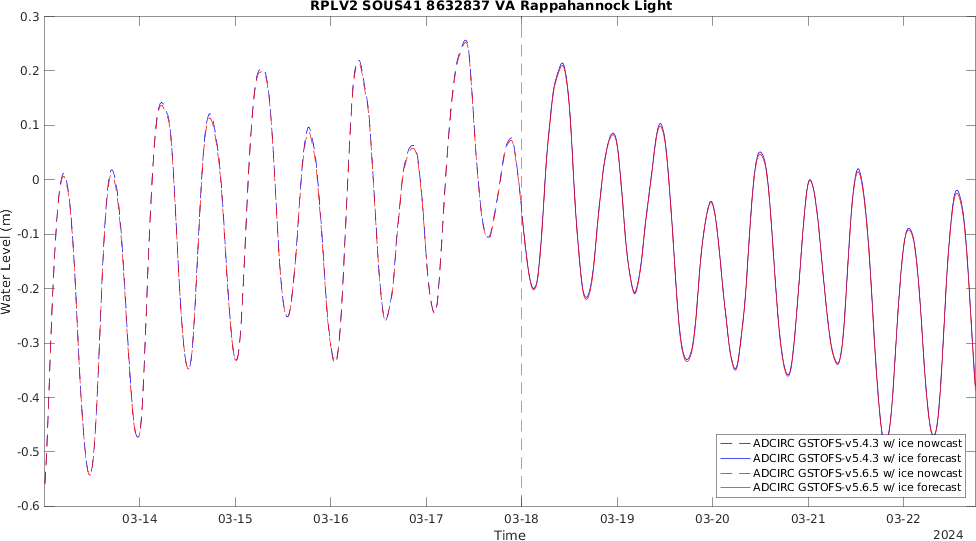 RPLV2 SOUS41 8632837 VA Rappahannock Light
0.3
0.2
0.1
0
-0.1
-0.2
-0.3
-0.4
-0.5
-0.6
Water Level (m)
ADCIRC GSTOFS-v5.4.3 w/ ice nowcast
ADCIRC GSTOFS-v5.4.3 w/ ice forecast
ADCIRC GSTOFS-v5.6.5 w/ ice nowcast
ADCIRC GSTOFS-v5.6.5 w/ ice forecast
03-14 03-15 03-16 03-17 03-18 03-19 03-20 03-21 03-22
Time
2024